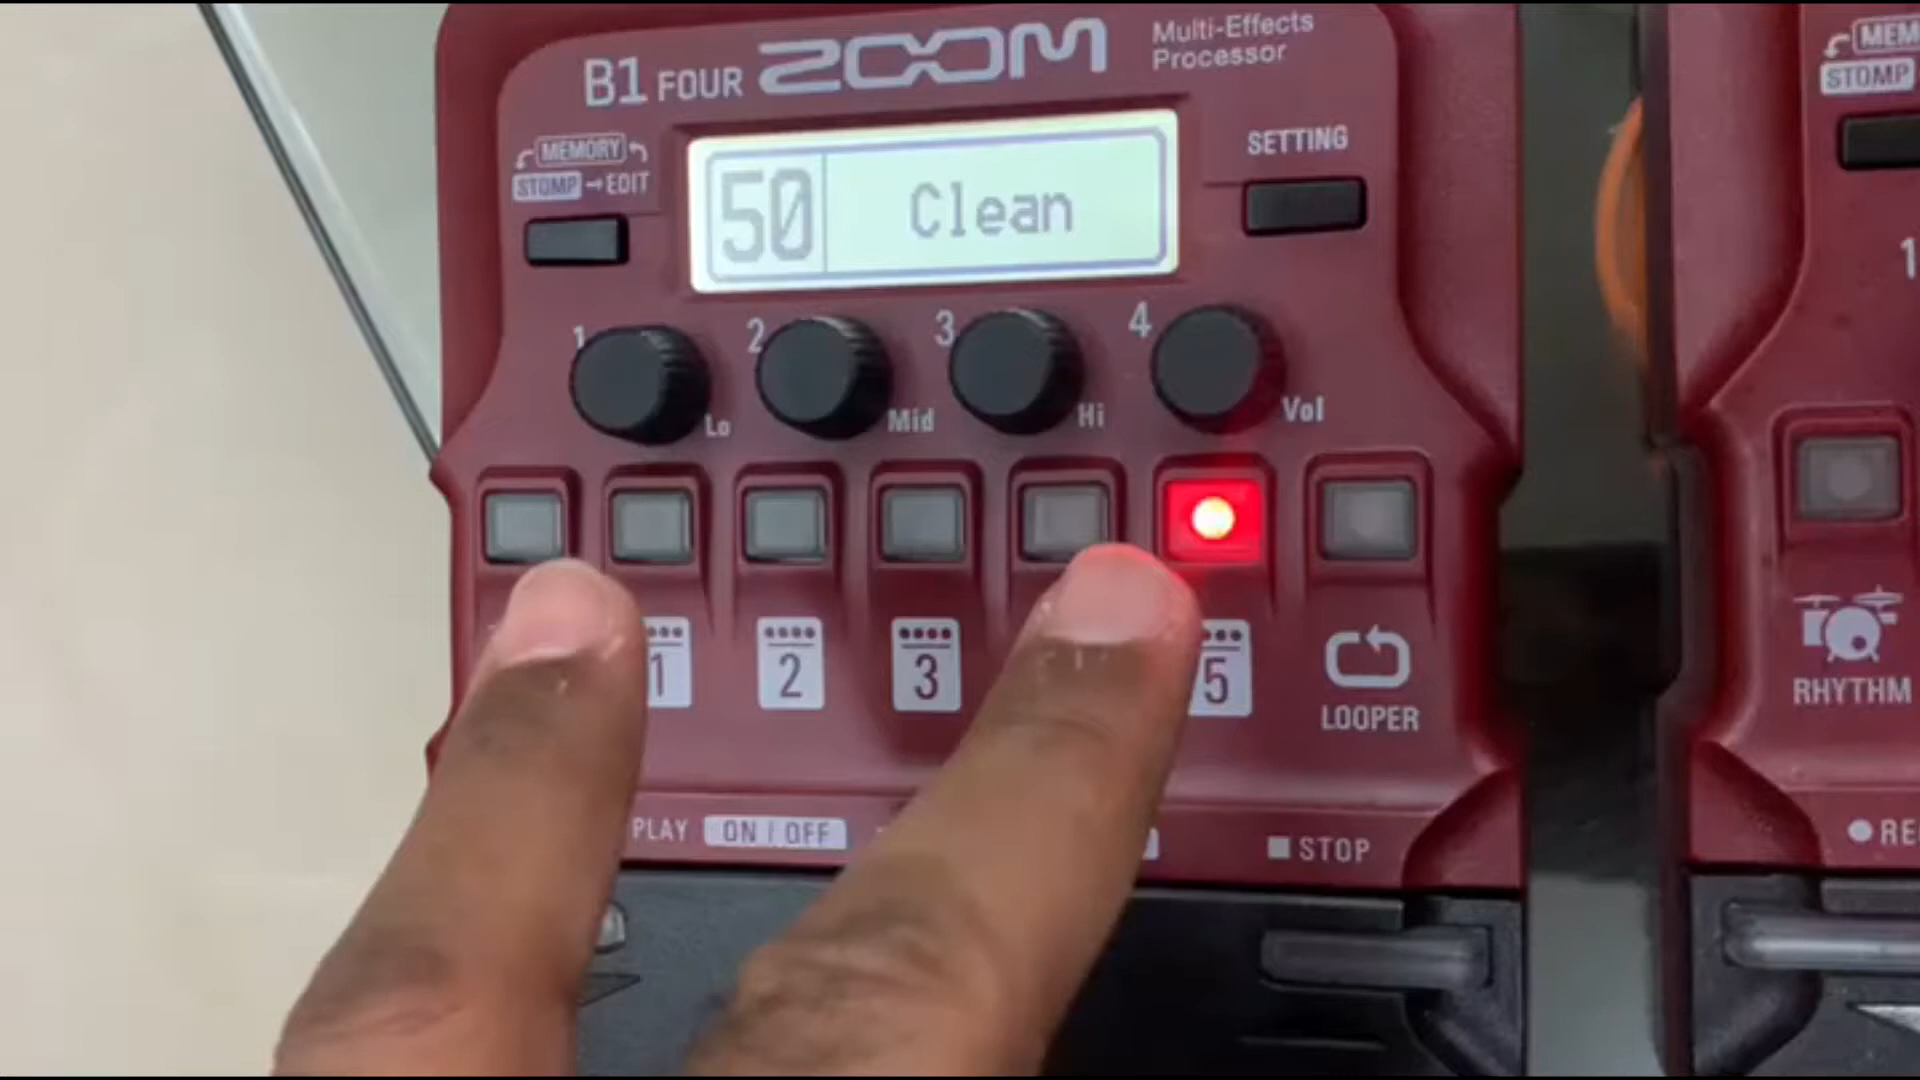 B1 FOUR ZOOM Multi-Effects
Processor
MEMORY
STOMP → EDIT
50 Clean
SETTING
1 2 3 4
Lo Mid Hi Vol
1 2 3 5
LOOPER
PLAY ON / OFF
STOP
STOMP
1
RHYTHM